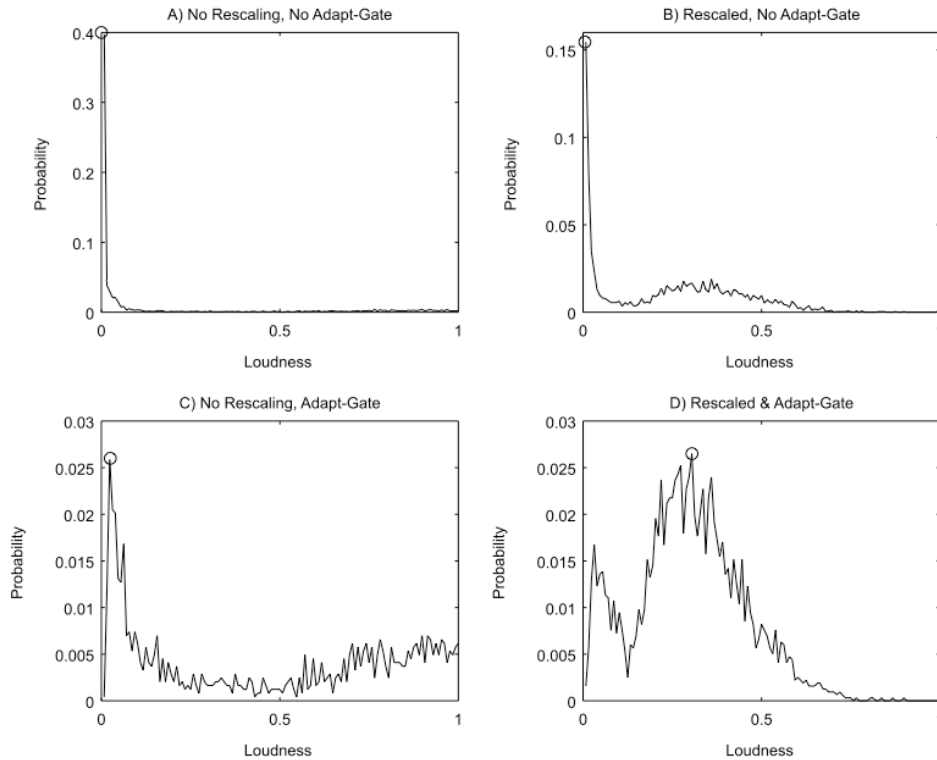 A) No Rescaling, No Adapt-Gate
0.4
0.3
0.2
0.1
0
0
0.5
1
Probability
Loudness
B) Rescaled, No Adapt-Gate
0.15
0.1
0.05
0
0
0.5
Probability
Loudness
C) No Rescaling, Adapt-Gate
0.03
0.025
0.02
0.015
0.01
0.005
0
0
0.5
1
Probability
Loudness
D) Rescaled & Adapt-Gate
0.03
0.025
0.02
0.015
0.01
0.005
0
0
0.5
Probability
Loudness